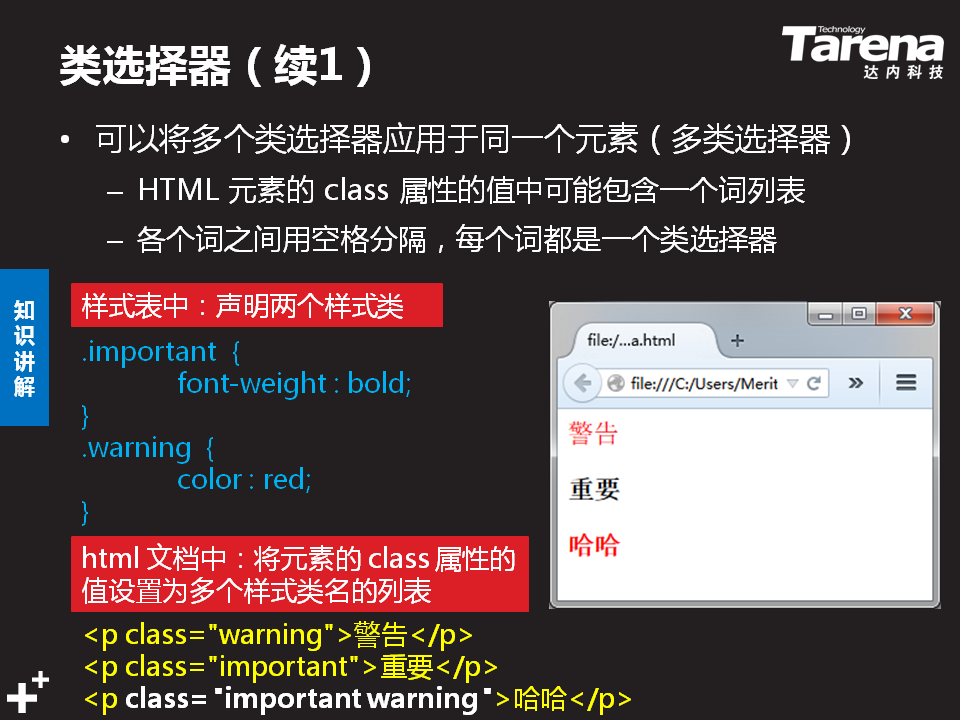 类选择器（续1）
Technology
Tarena
达内科技
• 可以将多个类选择器应用于同一个元素（多类选择器）
– HTML 元素的 class 属性的值中可能包含一个词列表
– 各个词之间用空格分隔，每个词都是一个类选择器
知识讲解
样式表中：声明两个样式类
.important {
font-weight : bold;
}
.warning {
color : red;
}
html 文档中：将元素的 class 属性的
值设置为多个样式类名的列表
<p class="warning">警告</p>
<p class="important">重要</p>
<p class="important warning">哈哈</p>
file:/...a.html
file:///C:/Users/Merit
警告
重要
哈哈